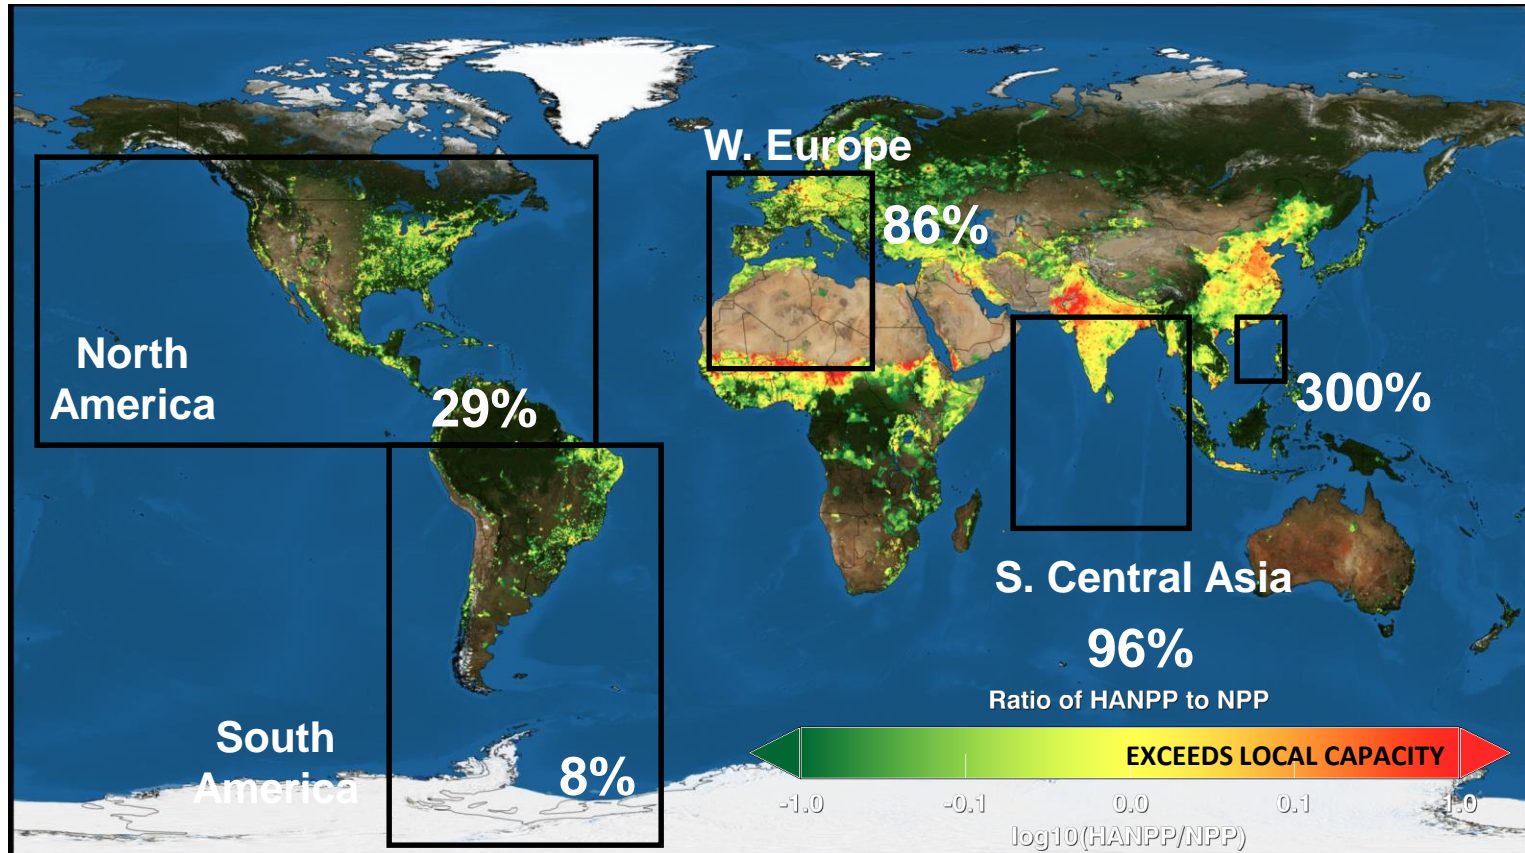 W. Europe
86%
North
America
29%
300%
S. Central Asia
96%
Ratio of HANPP to NPP
EXCEEDS LOCAL CAPACITY
-1.0 -0.1 0.0 0.1 1.0
log10(HANPP/NPP)
South
America
8%